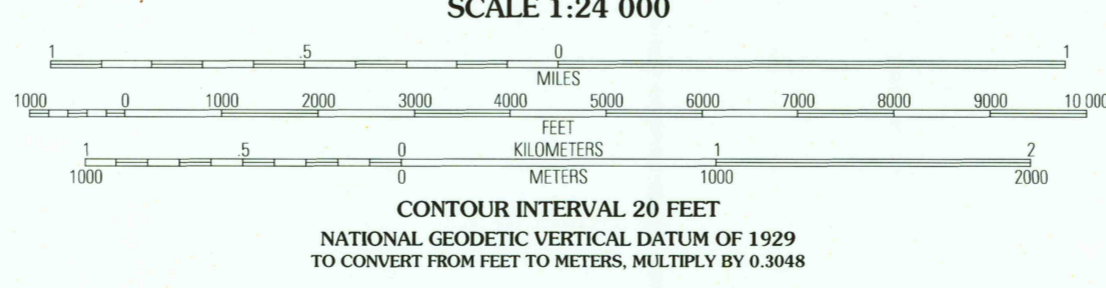 SCALE 1:24 000
1 .5 0 1
MILES
1000 0 1000 2000 3000 4000 5000 6000 7000 8000 9000 10 000
FEET
1 .5 0 KILOMETERS 1 2
1000 0 METERS 1000 2000
CONTOUR INTERVAL 20 FEET
NATIONAL GEODETIC VERTICAL DATUM OF 1929
TO CONVERT FROM FEET TO METERS, MULTIPLY BY 0.3048